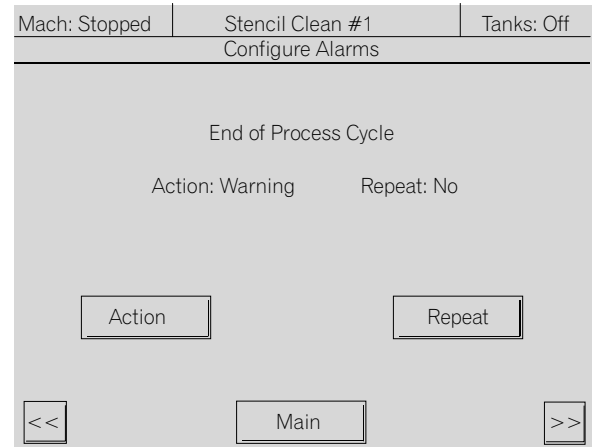 Mach: Stopped Stencil Clean #1 Tanks: Off
Configure Alarms
End of Process Cycle
Action: Warning Repeat: No
Action Repeat
<< Main >>